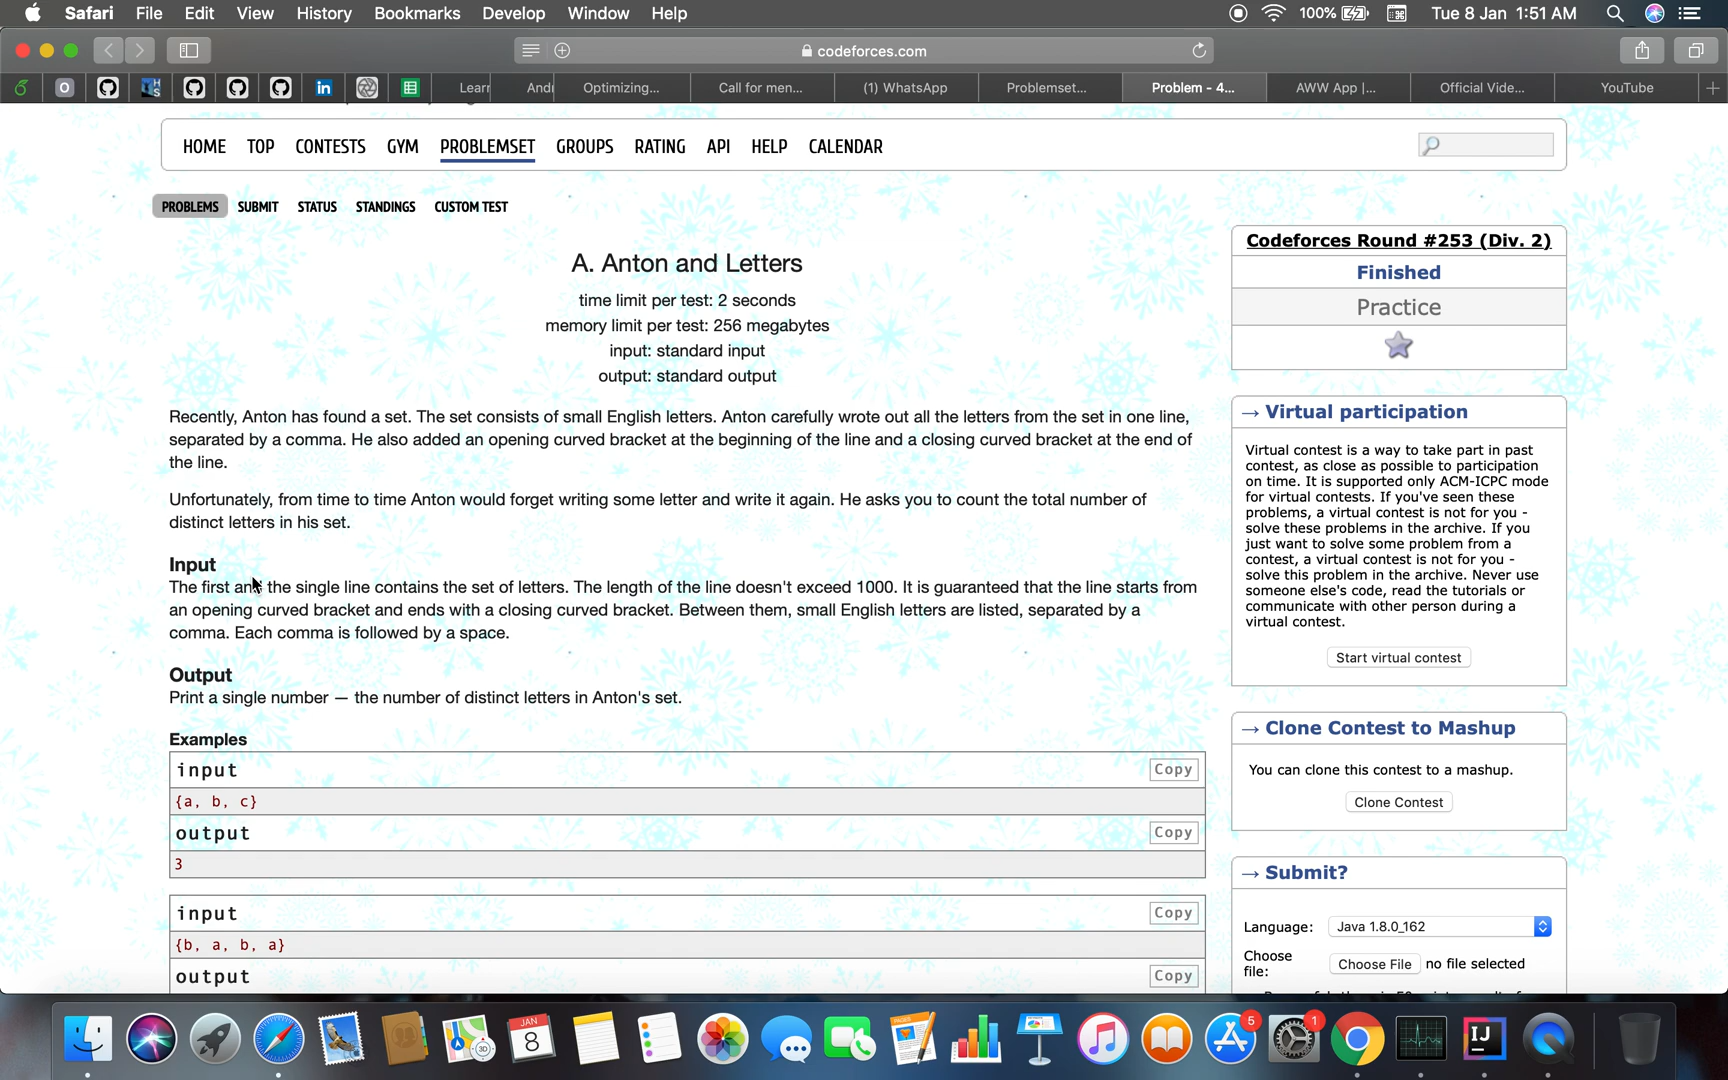 Safari File Edit View History Bookmarks Develop Window Help 100% Tue 8 Jan 1:51 AM
codeforces.com
Lear And Optimizing... Call for men... (1) WhatsApp Problemset... Problem - 4... AWW App |... Official Vide... YouTube
HOME TOP CONTESTS GYM PROBLEMSET GROUPS RATING API HELP CALENDAR
PROBLEMS SUBMIT STATUS STANDINGS CUSTOM TEST
A. Anton and Letters
time limit per test: 2 seconds
memory limit per test: 256 megabytes
input: standard input
output: standard output
Recently, Anton has found a set. The set consists of small English letters. Anton carefully wrote out all the letters from the set in one line,
separated by a comma. He also added an opening curved bracket at the beginning of the line and a closing curved bracket at the end of
the line.
Unfortunately, from time to time Anton would forget writing some letter and write it again. He asks you to count the total number of
distinct letters in his set.
Input
The first and the single line contains the set of letters. The length of the line doesn't exceed 1000. It is guaranteed that the line starts from
an opening curved bracket and ends with a closing curved bracket. Between them, small English letters are listed, separated by a
comma. Each comma is followed by a space.
Output
Print a single number — the number of distinct letters in Anton's set.
Examples
input Copy
{a, b, c}
output Copy
3
input Copy
{b, a, b, a}
output Copy
Codeforces Round #253 (Div. 2)
Finished
Practice
→ Virtual participation
Virtual contest is a way to take part in past
contest, as close as possible to participation
on time. It is supported only ACM-ICPC mode
for virtual contests. If you've seen these
problems, a virtual contest is not for you -
solve these problems in the archive. If you
just want to solve some problem from a
contest, a virtual contest is not for you -
solve this problem in the archive. Never use
someone else's code, read the tutorials or
communicate with other person during a
virtual contest.
Start virtual contest
→ Clone Contest to Mashup
You can clone this contest to a mashup.
Clone Contest
→ Submit?
Language: Java 1.8.0_162
Choose
file: Choose File no file selected
JAN
8
3D
PAGES
5
1
IJ